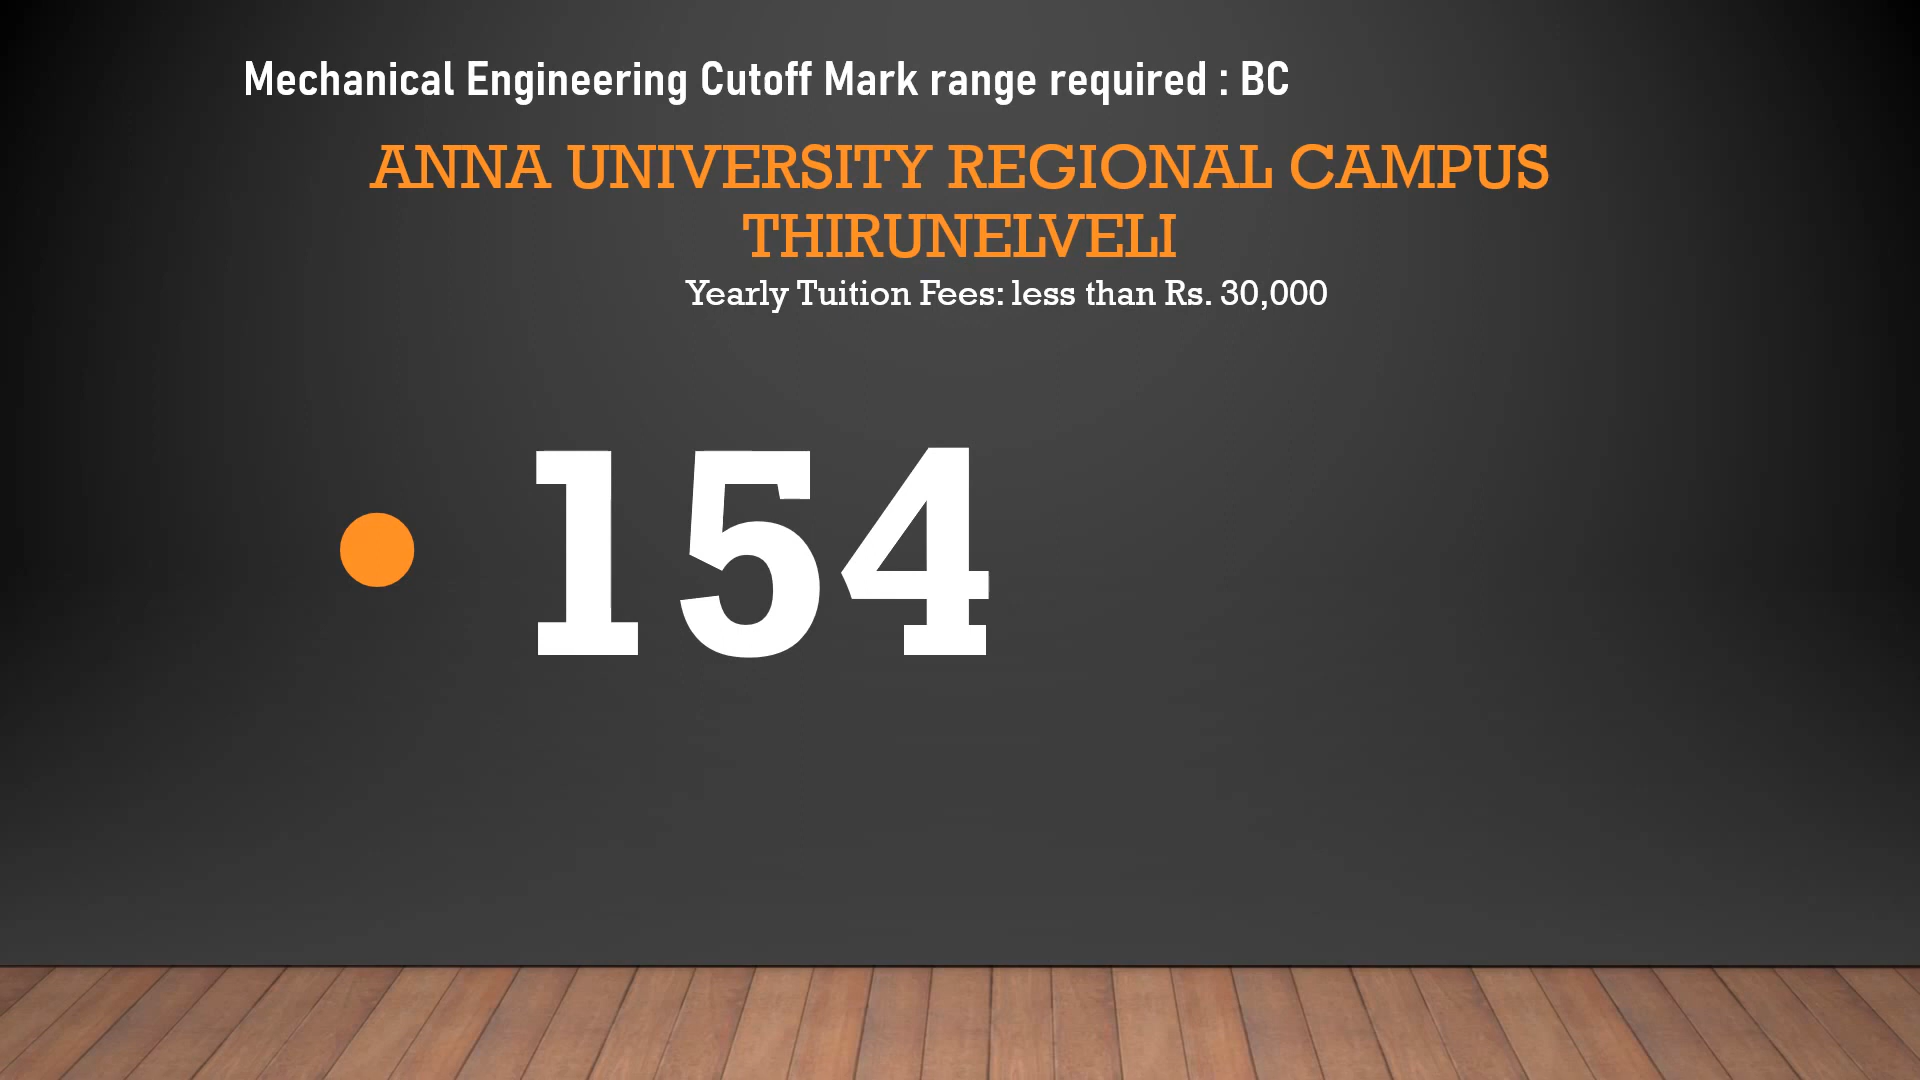 Mechanical Engineering Cutoff Mark range required : BC
ANNA UNIVERSITY REGIONAL CAMPUS
THIRUNELVELI
Yearly Tuition Fees: less than Rs. 30,000
154